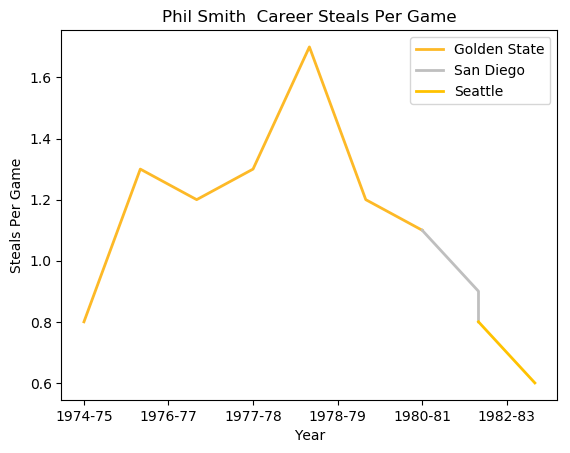 Phil Smith  Career Steals Per Game
Golden State
San Diego
Seattle
Steals Per Game
1.6
1.4
1.2
1.0
0.8
0.6
1974-75
1976-77
1977-78
1978-79
1980-81
1982-83
Year